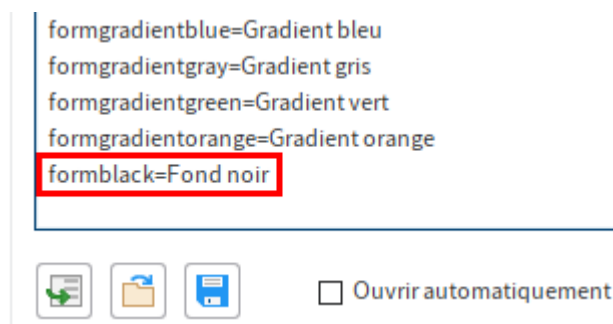 formgradientblue=Gradient bleu
formgradientgray=Gradient gris
formgradientgreen=Gradient vert
formgradientorange=Gradient orange
formblack=Fond noir
Ouvrir automatiquement